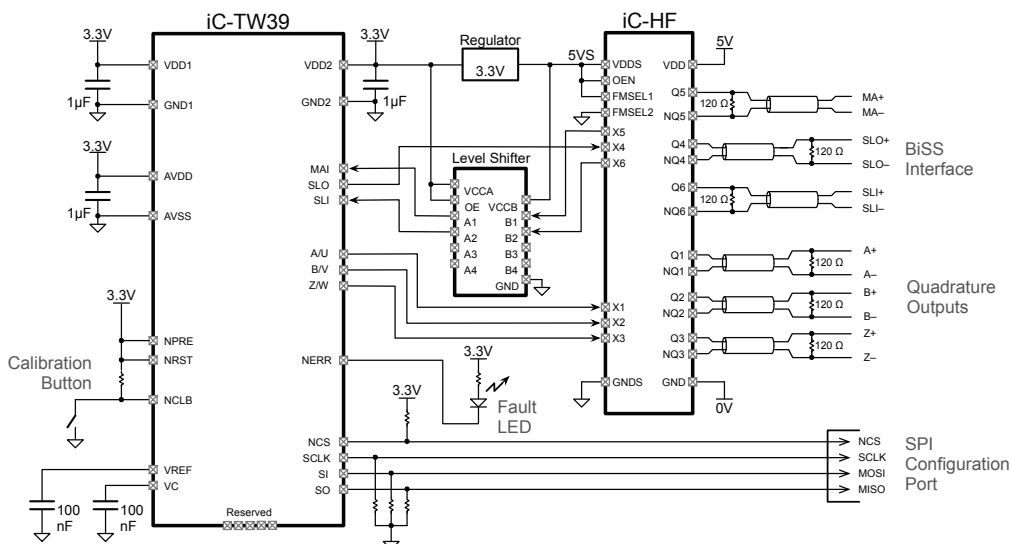 iC-TW39
iC-HF
3.3V
3.3V
Regulator
5VS
5V
VDD1
VDD2
3.3V
VDDS
VDD
OEN
1µF
GND1
GND2
1µF
FMSEL1
FMSEL2
Q5
120 Ω
NQ5
MA+
MA–
3.3V
X5
X4
X6
Q4
NQ4
SLO+
120 Ω
SLO–
BiSS
Interface
Level Shifter
MAI
SLO
SLI
AVDD
1µF
AVSS
VCCA
OE
VCCB
A1
B1
A2
B2
A3
B3
A4
B4
GND
Q6
120 Ω
NQ6
SLI+
SLI–
A/U
B/V
Z/W
Q1
NQ1
A+
120 Ω
A–
Quadrature
Outputs
X1
X2
X3
Q2
NQ2
B+
120 Ω
B–
Q3
NQ3
Z+
120 Ω
Z–
3.3V
NPRE
NRST
NCLB
Calibration
Button
NERR
3.3V
Fault
LED
GNDS
GND
0V
3.3V
NCS
SCLK
SI
SO
NCS
SCLK
MOSI
MISO
SPI
Configuration
Port
VREF
VC
100
nF
100
nF
Reserved